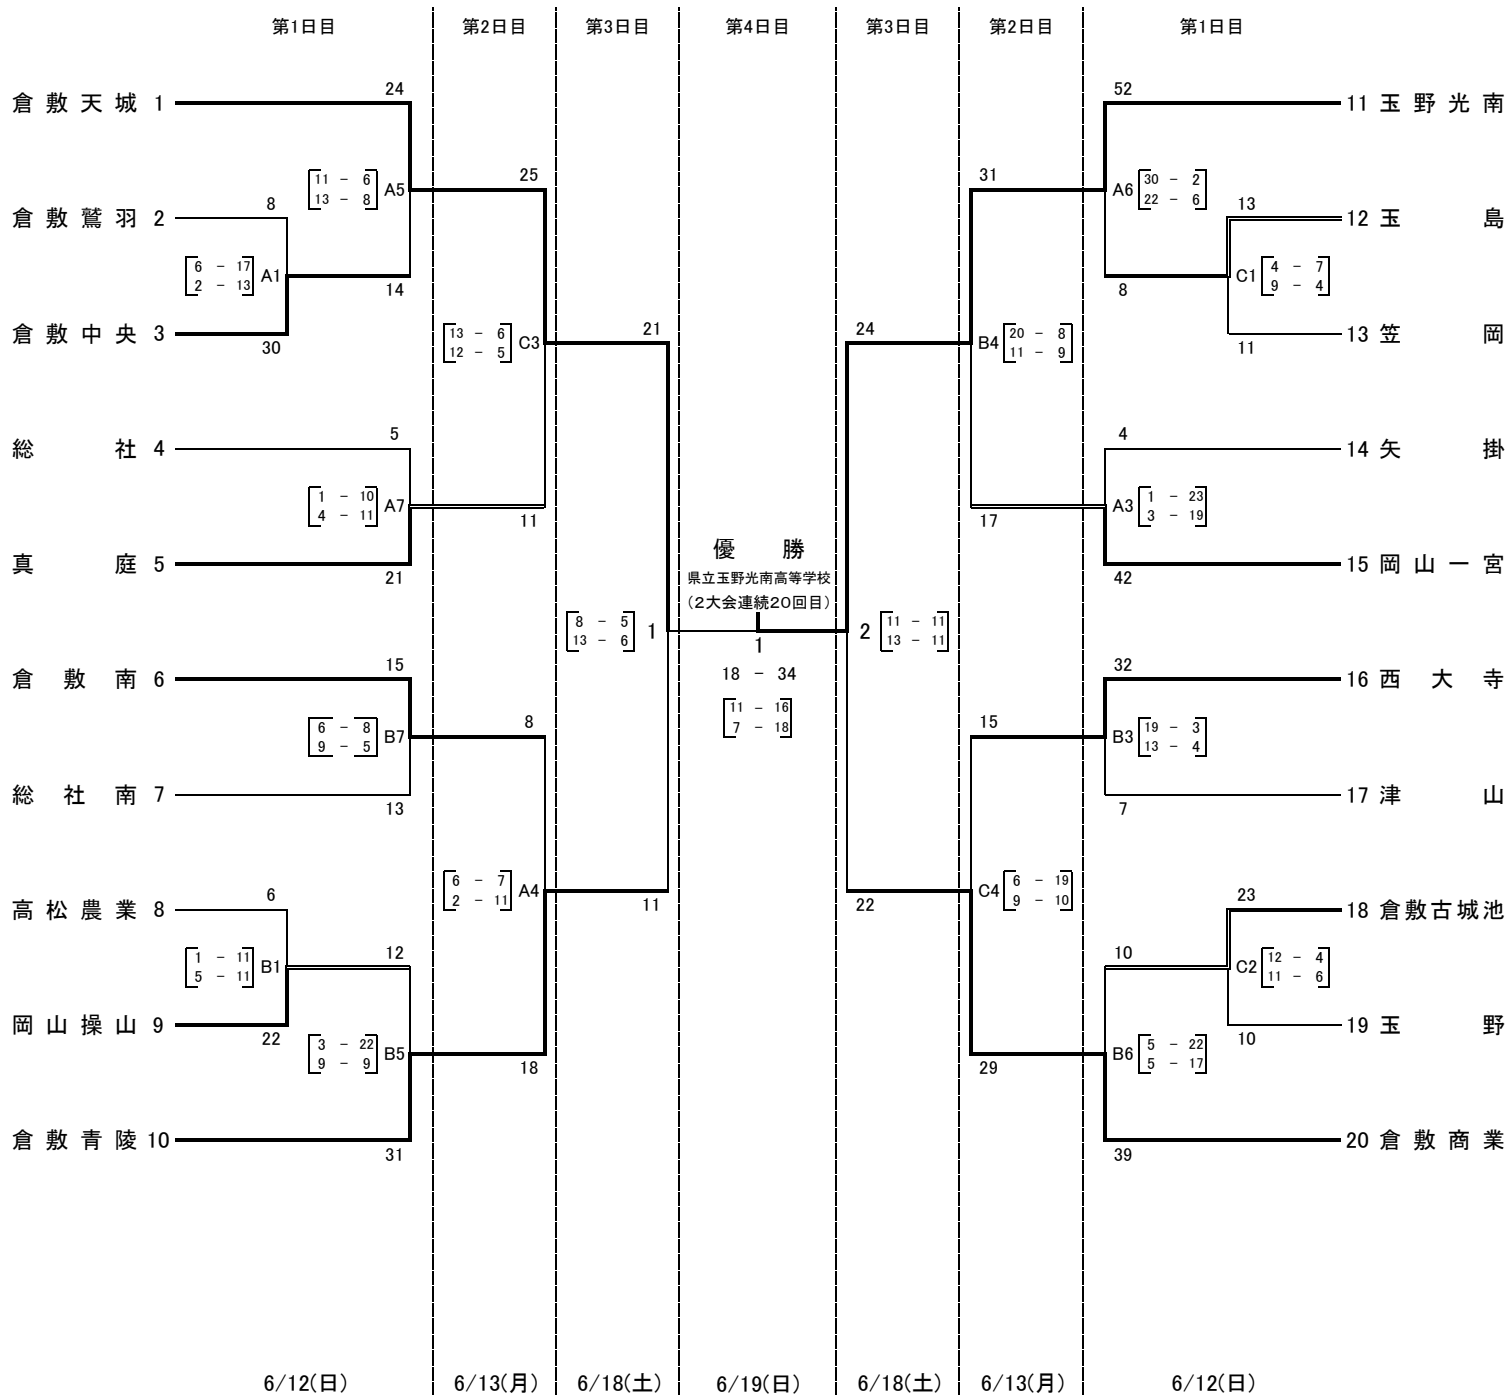 第1日目 第2日目 第3日目 第4日目 第3日目 第2日目 第1日目
24 52
倉敷天城 1 11 玉野光南
25 31
11 - 6 A5 A6 30 - 2
13 - 8 22 - 6
8 13
倉敷鷲羽 2 12 玉島
6 - 17 A1 C1 4 - 7
2 - 13 9 - 4
14 8
21 24
倉敷中央 3 13 笠岡
13 - 6 C3 B4 20 - 8
12 - 5 11 - 9
30 11
5 4
総社 4 14 矢掛
1 - 10 A7 A3 1 - 23
4 - 11 3 - 19
11 17
優勝
真庭 5 15 岡山一宮
21 42
県立玉野光南高等学校
(2大会連続20回目)
8 - 5 1 2 11 - 11
13 - 6 13 - 11
1
15 32
18 - 34
倉敷南 6 16 西大寺
11 - 16
7 - 18
8 15
6 - 8 B7 B3 19 - 3
9 - 5 13 - 4
総社南 7 17 津山
13 7
6 - 7 A4 C4 6 - 19
2 - 11 9 - 10
6 23
高松農業 8 18 倉敷古城池
11 22
12 10
1 - 11 B1 C2 12 - 4
5 - 11 11 - 6
岡山操山 9 19 玉野
22 10
3 - 22 B5 B6 5 - 22
9 - 9 5 - 17
18 29
倉敷青陵 10 20 倉敷商業
31 39
6/12(日) 6/13(月) 6/18(土) 6/19(日) 6/18(土) 6/13(月) 6/12(日)